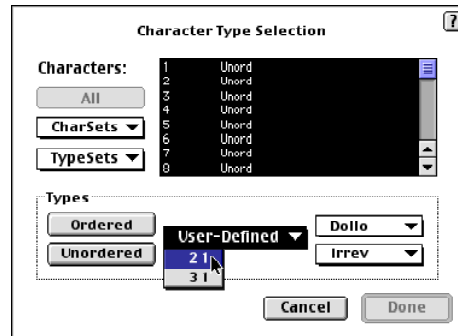 ?
Character Type Selection
Characters:
All
CharSets
TypeSets
1 Unord
2 Unord
3 Unord
4 Unord
5 Unord
6 Unord
7 Unord
8 Unord
Types
Ordered
Unordered
User-Defined
2 1
3 1
Dollo
Irrev
Cancel
Done